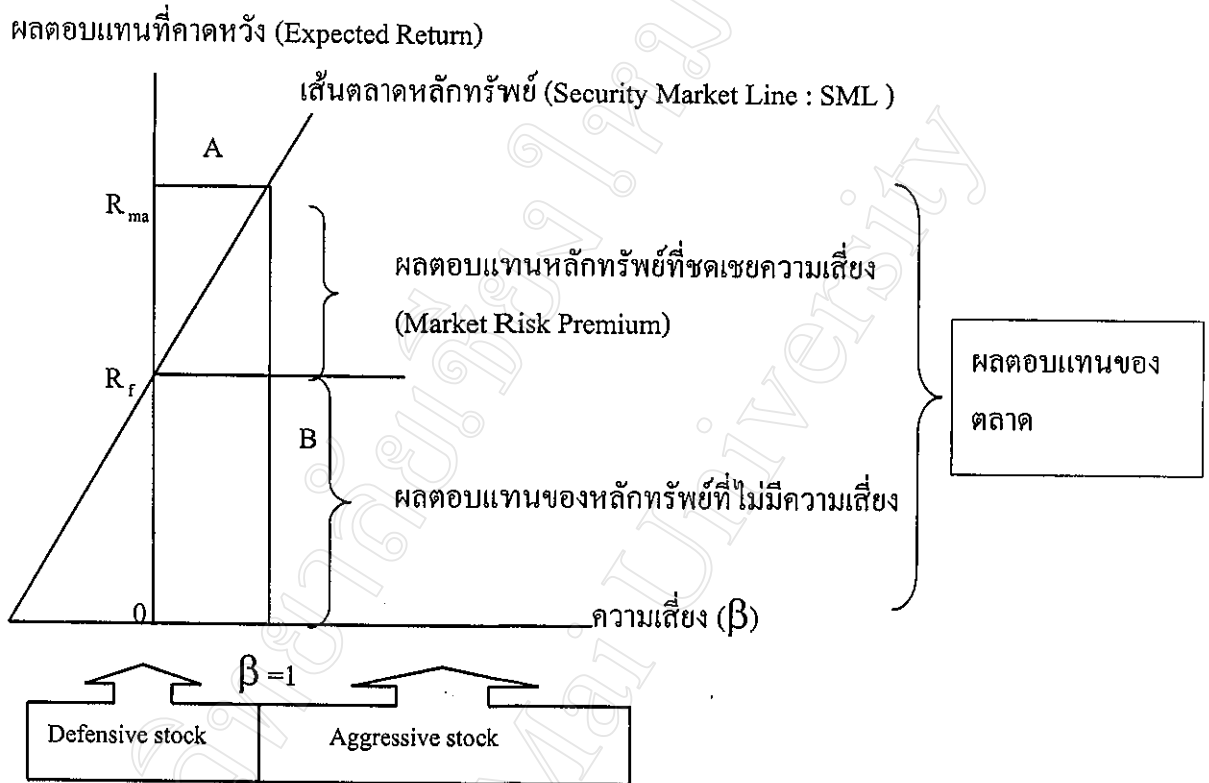 ผลตอบแทนที่คาดหวัง (Expected Return)
เส้นตลาดหลักทรัพย์ (Security Market Line : SML )
A
R ma
ผลตอบแทนหลักทรัพย์ที่ชดเชยความเสี่ยง
(Market Risk Premium)
R f
ผลตอบแทนของ
ตลาด
B
ผลตอบแทนของหลักทรัพย์ที่ไม่มีความเสี่ยง
0
ความเสี่ยง (β)
β =1
Defensive stock
Aggressive stock
Mai University